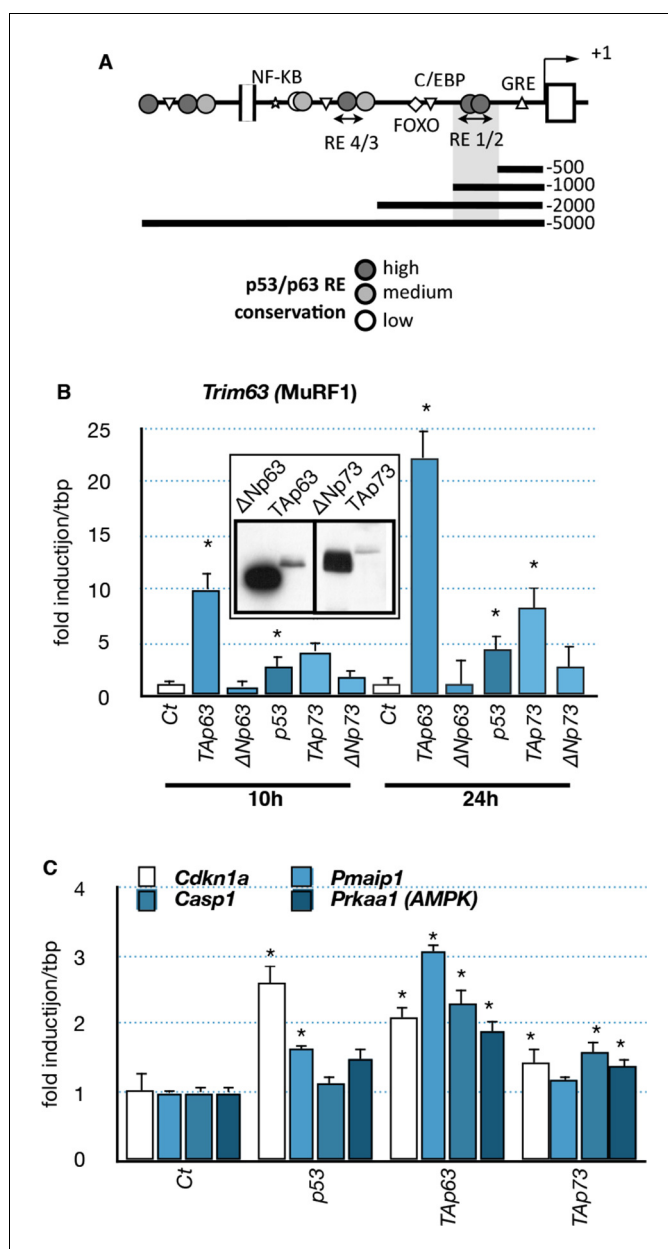 A
+1
NF-KB
C/EBP
GRE
FOXO
RE 4/3
RE 1/2
-500
-1000
-2000
-5000
p53/p63 RE
conservation
high
medium
low
B
Trim63 (MuRF1)
fold inductijon/tbp
25
20
15
10
5
0
ΔNp63
TAp63
ΔNp73
TAp73
*
*
*
*
*
Ct
TAp63
ΔNp63
p53
TAp73
ΔNp73
Ct
TAp63
ΔNp63
p53
TAp73
ΔNp73
10h
24h
C
Cdkn1a
Pmaip1
Casp1
Prkaa1 (AMPK)
fold inductijon/tbp
4
3
2
1
0
*
*
*
*
*
*
*
*
*
Ct
p53
TAp63
TAp73